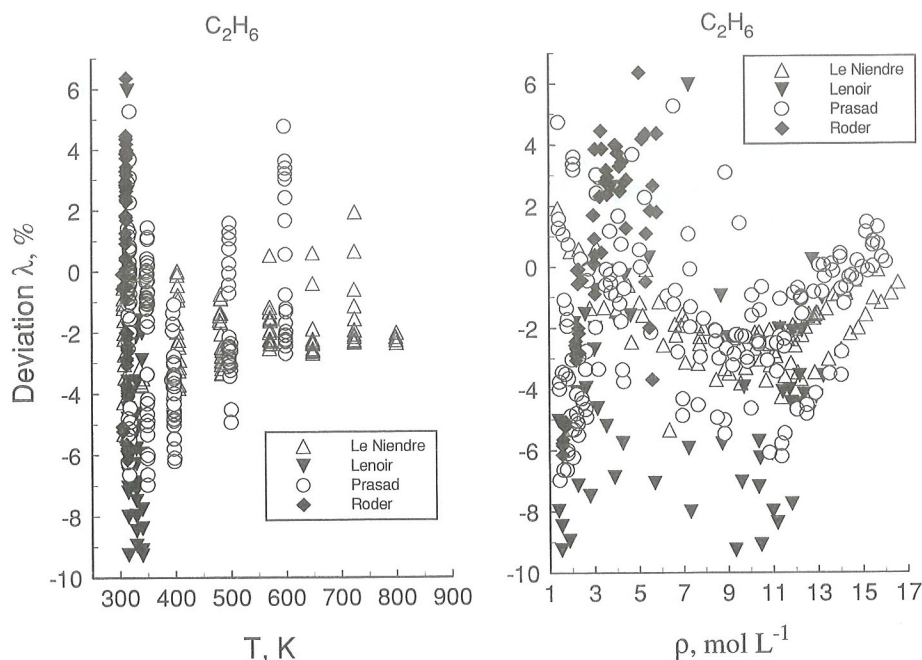 C₂H₆
6
4
2
0
-2
-4
-6
-8
-10
Deviation λ, %
Le Niendre
Lenoir
Prasad
Roder
300 400 500 600 700 800 900
T, K
C₂H₆
Le Niendre
Lenoir
Prasad
Roder
6
4
2
0
-2
-4
-6
-8
-10
1 3 5 7 9 11 13 15 17
ρ, mol L⁻¹